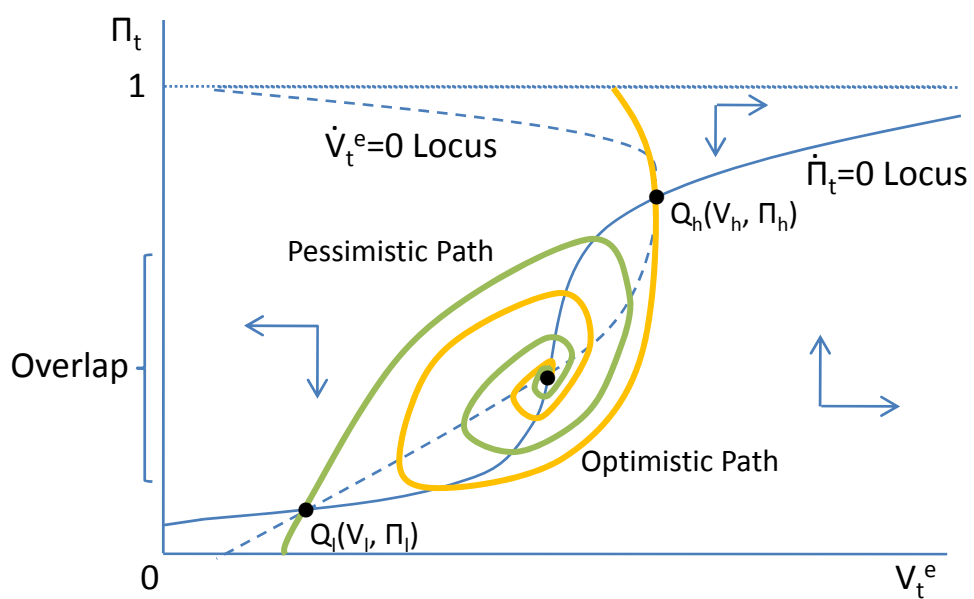 Πₜ
1
V̇ₜᵉ=0 Locus
Π̇ₜ=0 Locus
Qₕ(Vₕ, Πₕ)
Pessimistic Path
Overlap
Optimistic Path
Qₗ(Vₗ, Πₗ)
0
Vₜᵉ